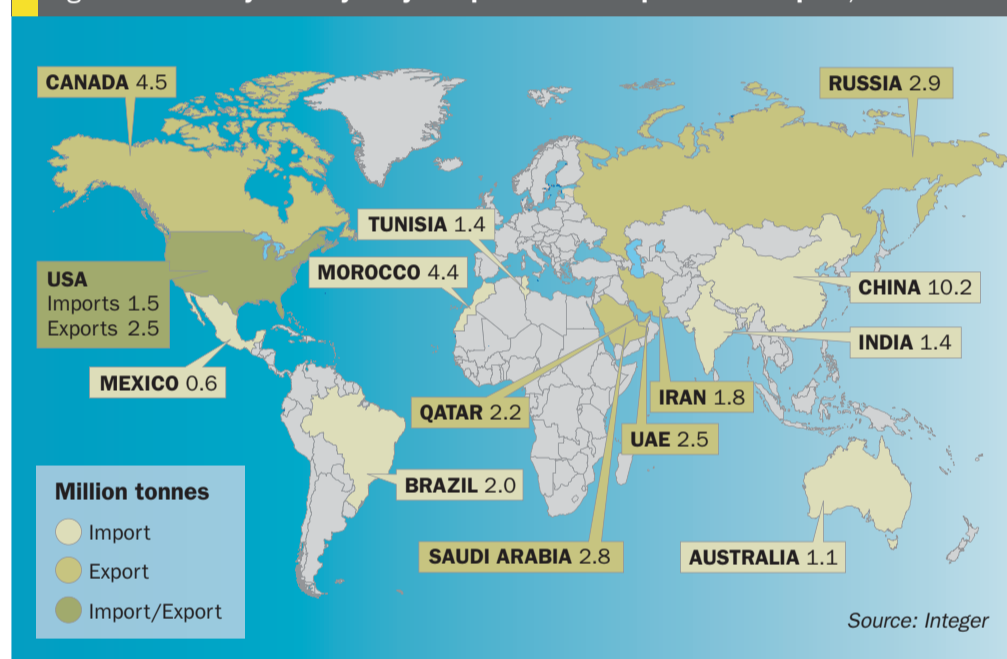 CANADA 4.5
RUSSIA 2.9
TUNISIA 1.4
MOROCCO 4.4
USA
Imports 1.5
Exports 2.5
CHINA 10.2
INDIA 1.4
MEXICO 0.6
QATAR 2.2
IRAN 1.8
UAE 2.5
BRAZIL 2.0
SAUDI ARABIA 2.8
AUSTRALIA 1.1
Million tonnes
Import
Export
Import/Export
Source: Integer